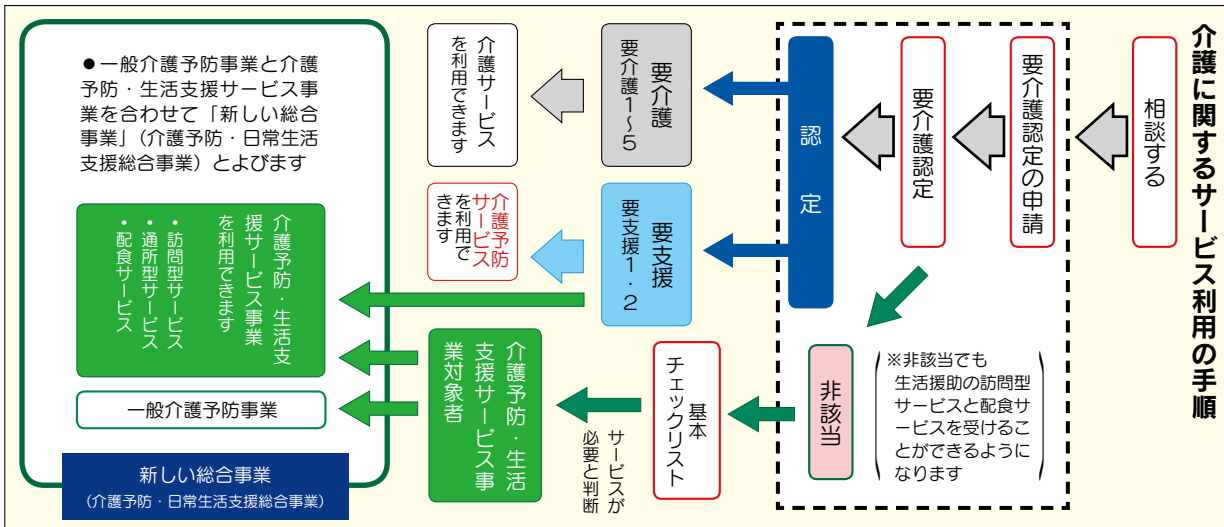 介護に関するサービス利用の手順
相談する
要介護認定の申請
要介護認定
認定
要介護
要介護1〜5
介護サービス
を利用できます
要支援
要支援1・2
介護予防
サービス
を利用で
きます
非該当
※非該当でも
生活援助の訪問型
サービスと配食サ
ービスを受けるこ
とができるように
なります
基本
チェックリスト
サービスが
必要と判断
介護予防・生活
支援サービス事
業対象者
●一般介護予防事業と介護
予防・生活支援サービス事
業を合わせて「新しい総合
事業」（介護予防・日常生活
支援総合事業）とよびます
介護予防・生活支
援サービス事業
を利用できます
・訪問型サービス
・通所型サービス
・配食サービス
一般介護予防事業
新しい総合事業
（介護予防・日常生活支援総合事業）